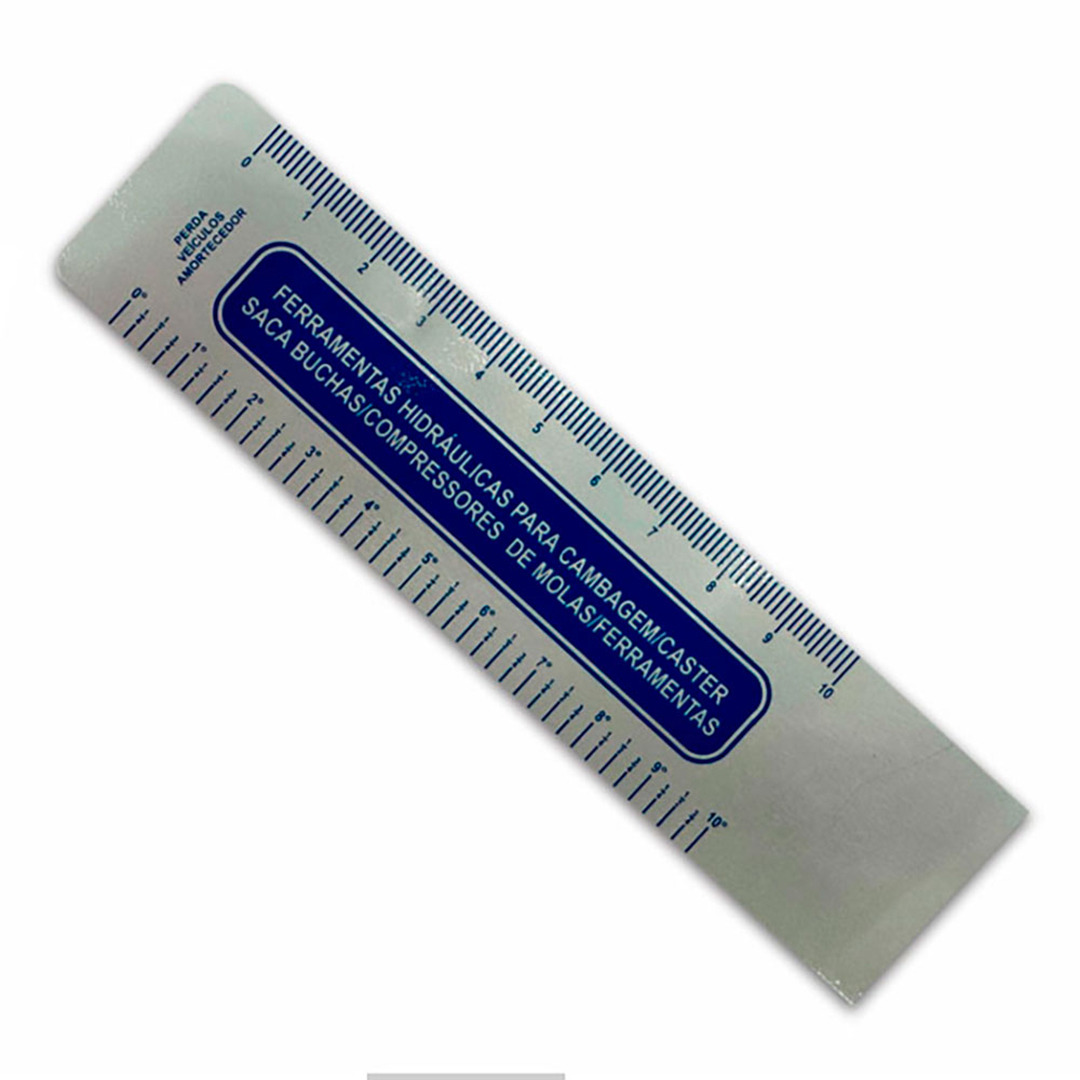 0 1 2 3 4 5 6 7 8 9 10
PERDA
VEÍCULOS
AMORTECEDOR
FERRAMENTAS HIDRÁULICAS PARA CAMBAGEM/CASTER
SACA BUCHAS/COMPRESSORES DE MOLAS/FERRAMENTAS
0° 1° 2° 3° 4° 5° 6° 7° 8° 9° 10°